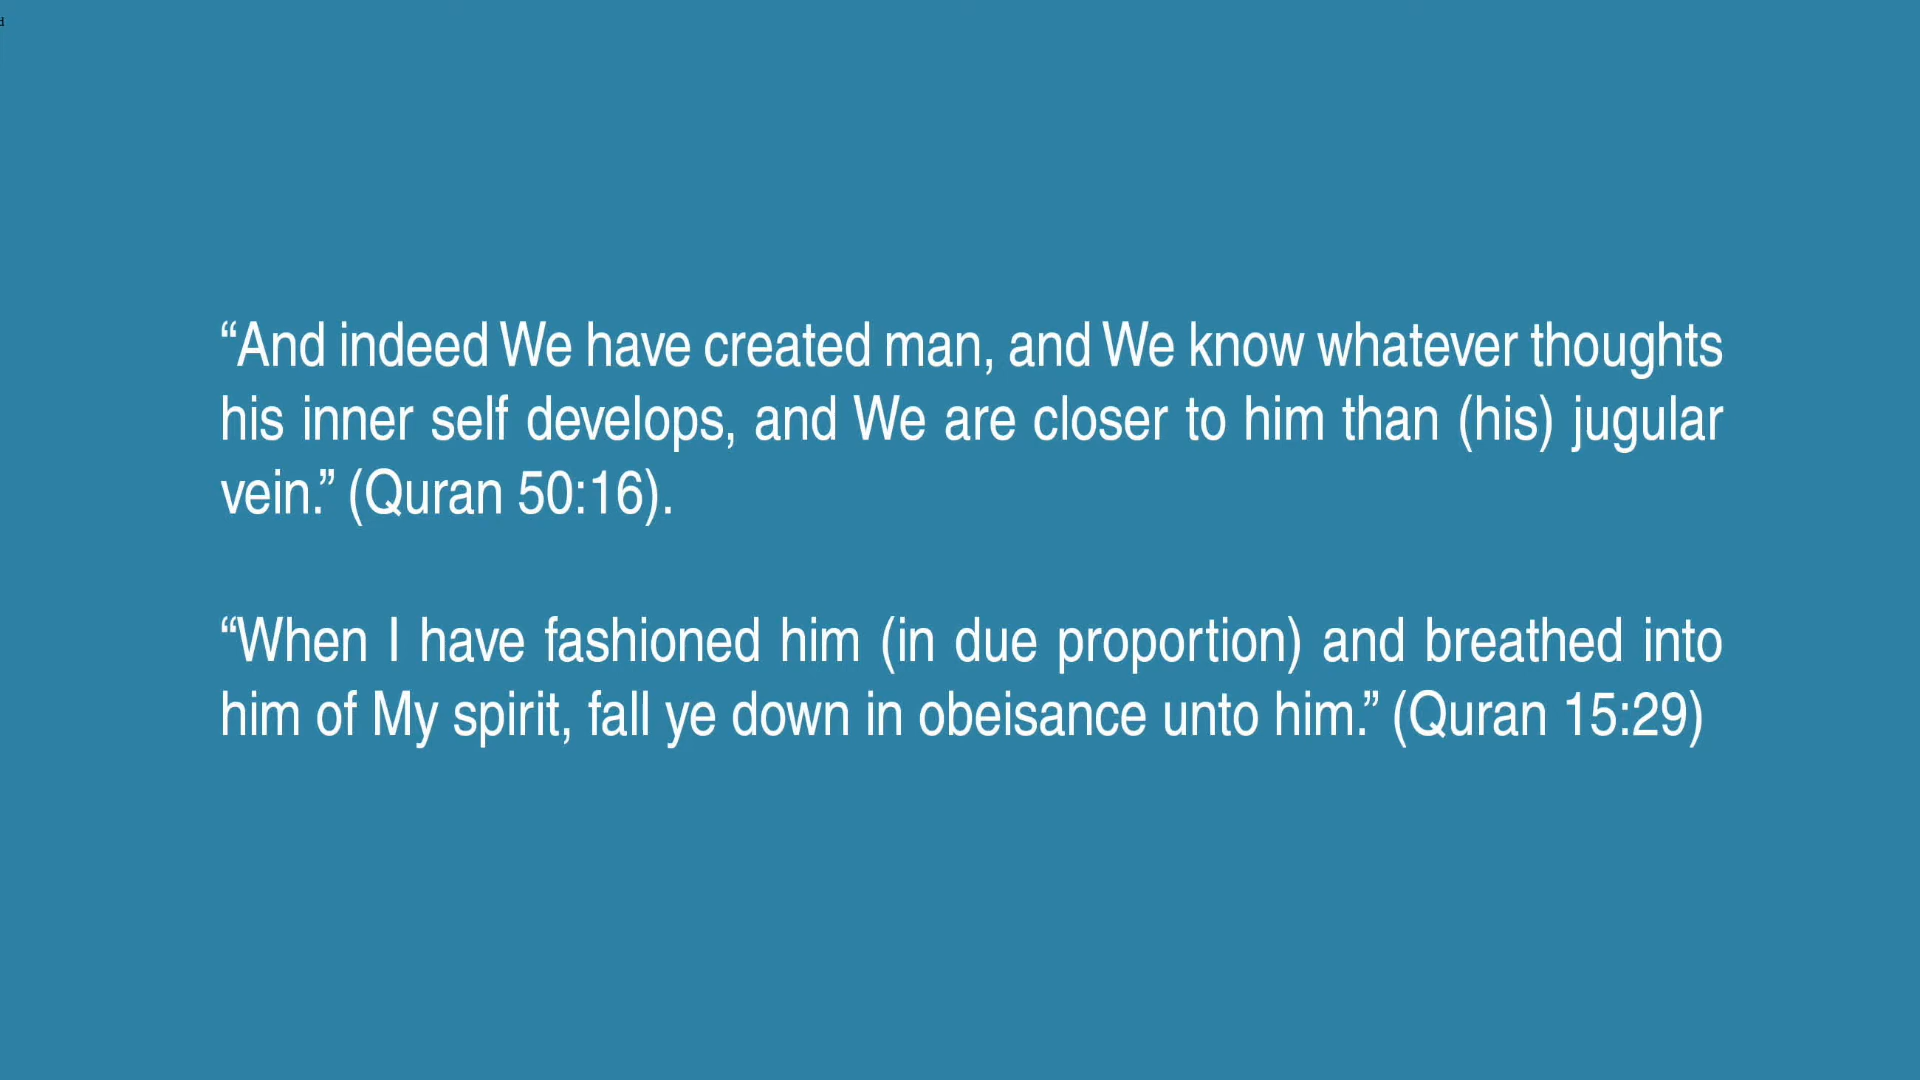 “And indeed We have created man, and We know whatever thoughts
his inner self develops, and We are closer to him than (his) jugular
vein.” (Quran 50:16).
“When I have fashioned him (in due proportion) and breathed into
him of My spirit, fall ye down in obeisance unto him.” (Quran 15:29)